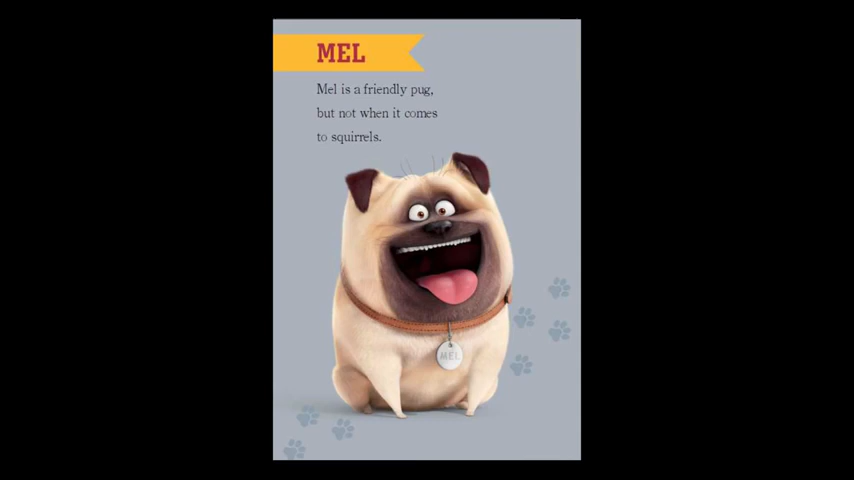 MEL
Mel is a friendly pug,
but not when it comes
to squirrels.
MEL